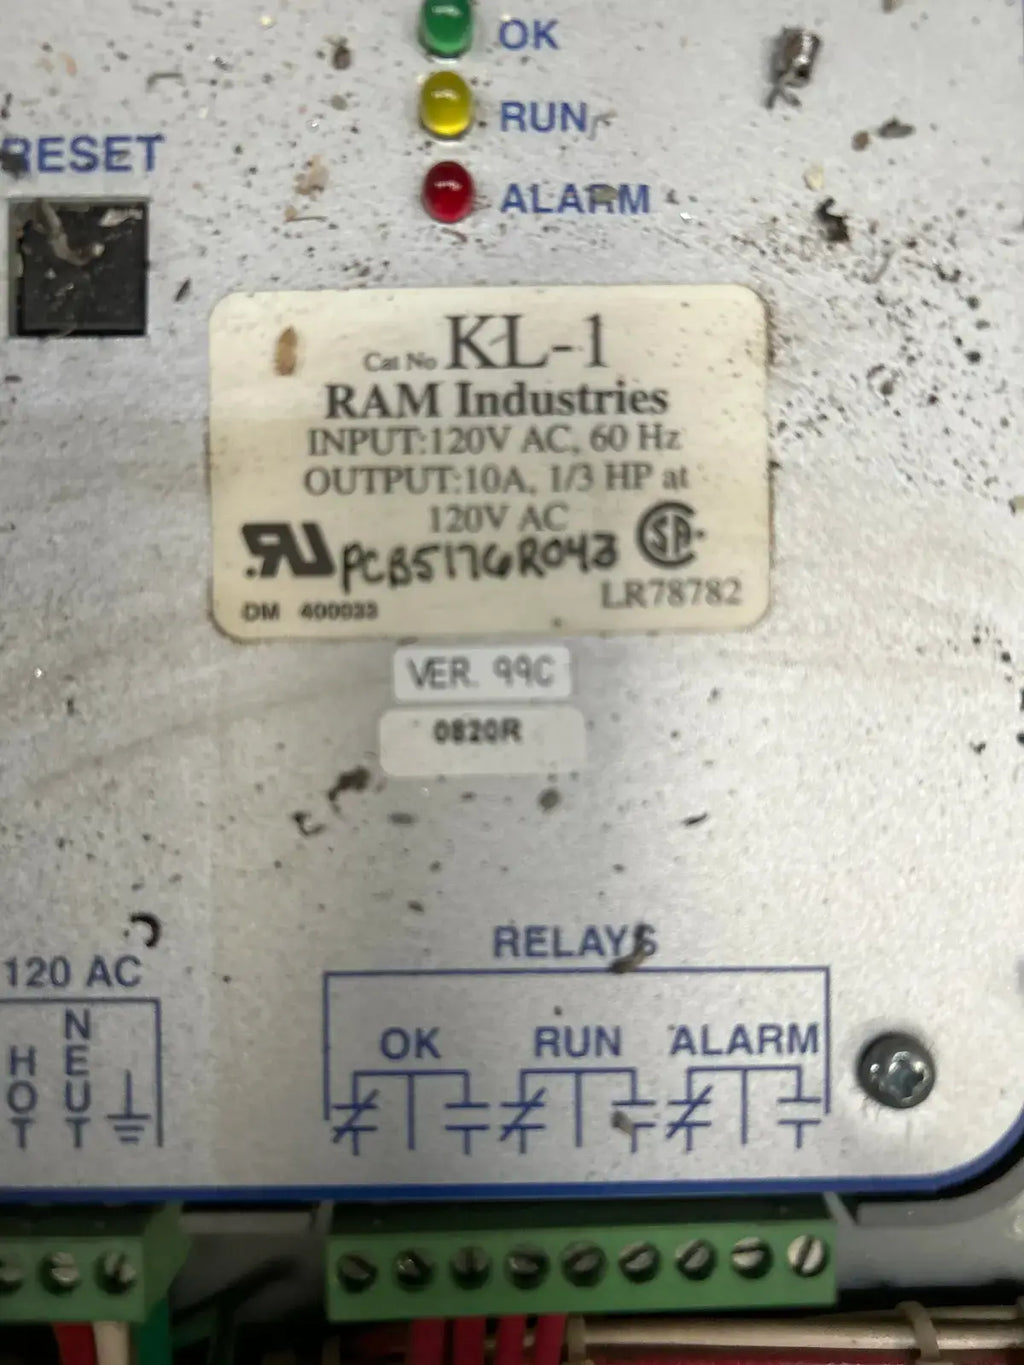 OK
RUN
RESET
ALARM
Cat No KL-1
RAM Industries
INPUT:120V AC, 60 Hz
OUTPUT:10A, 1/3 HP at
120V AC
PCB5176R043
LR78782
DM 400033
VER. 99C
0820R
RELAYS
120 AC
OK RUN ALARM
HOT
NEUT